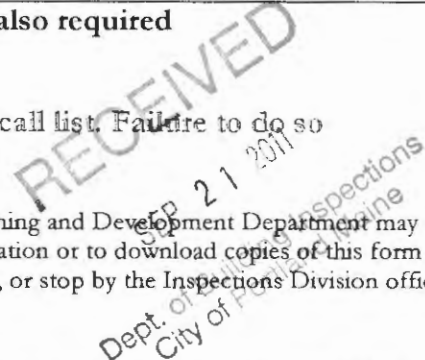 also required
call list. Failure to do so
RECEIVED
SEP 21 2011
ning and Development Department may
ation or to download copies of this form
, or stop by the Inspections Division offic
Dept. of Building Inspections
City of Portland Maine